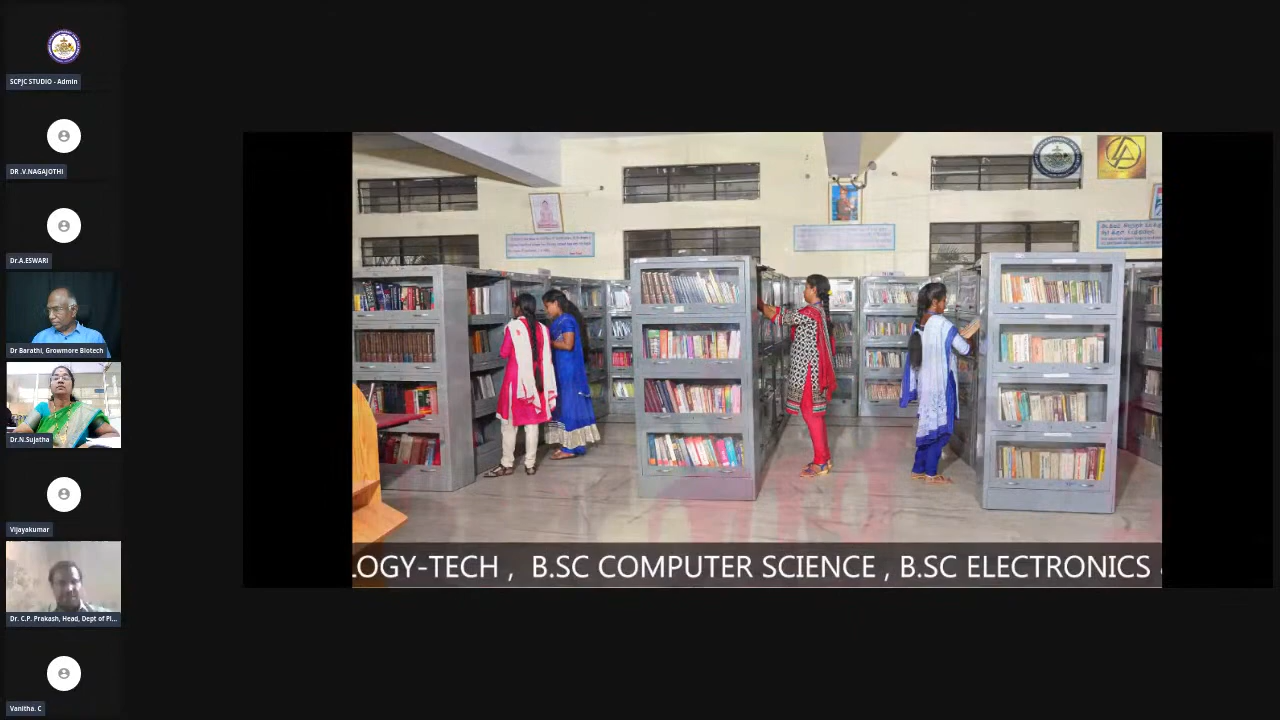 SCPJC STUDIO - Admin
DR .V.NAGAJOTHI
Dr.A.ESWARI
Dr Barathi, Growmore Biotech
Dr.N.Sujatha
Vijayakumar
Dr. C.P. Prakash, Head, Dept of Pl...
Vanitha. C
LOGY-TECH , B.SC COMPUTER SCIENCE , B.SC ELECTRONICS